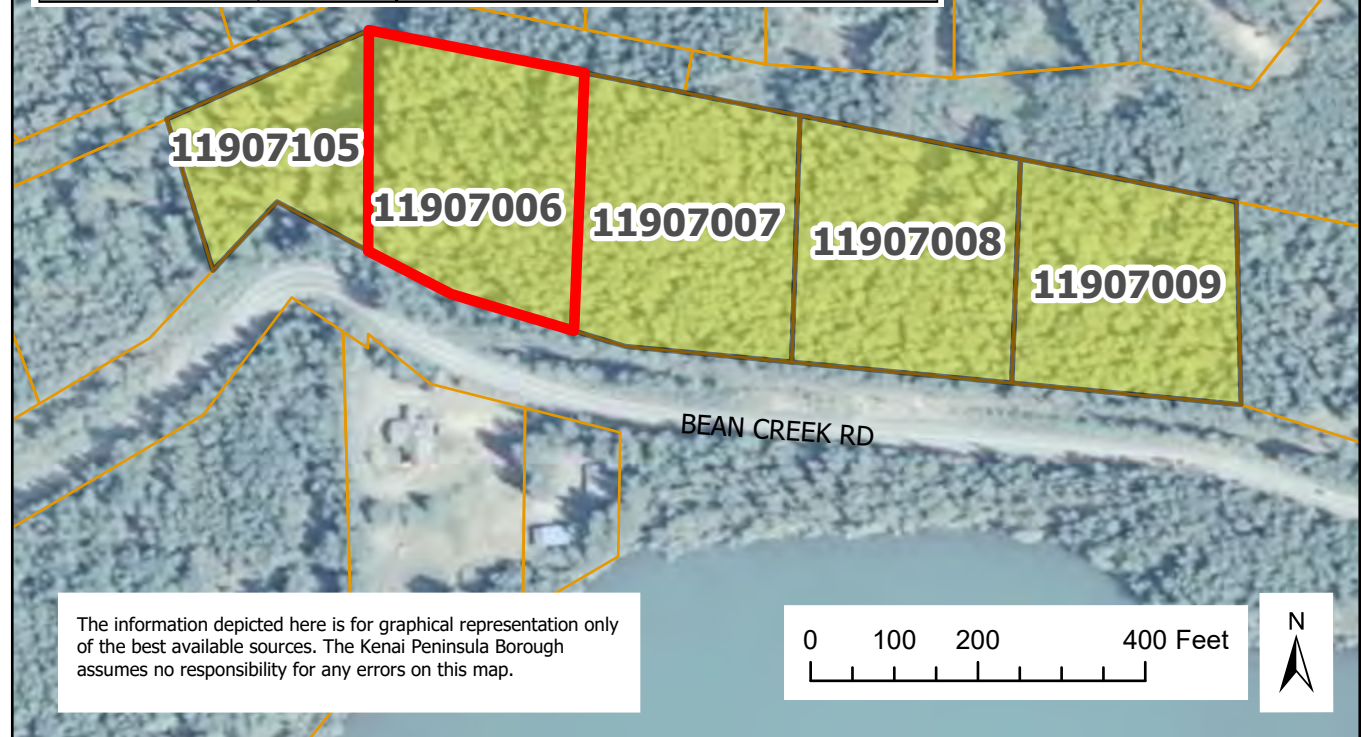 11907105
11907006
11907007
11907008
11907009
BEAN CREEK RD
The information depicted here is for graphical representation only
of the best available sources. The Kenai Peninsula Borough
assumes no responsibility for any errors on this map.
0 100 200 400 Feet
N